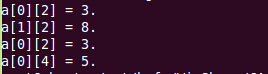 a[0][2] = 3.
a[1][2] = 8.
a[0][2] = 3.
a[0][4] = 5.